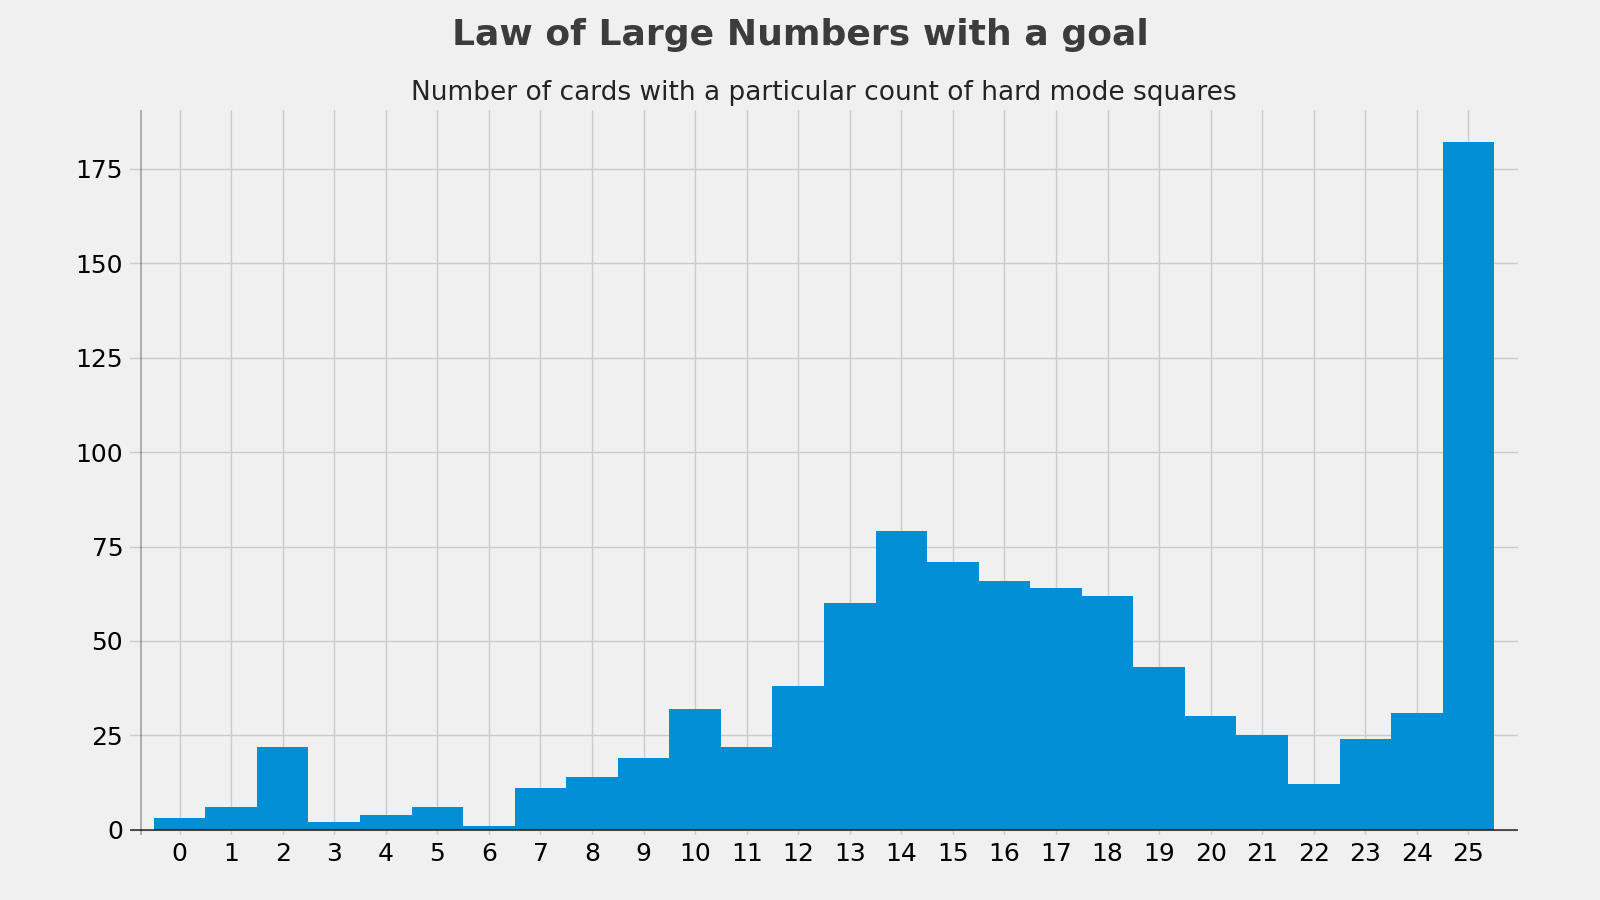 Law of Large Numbers with a goal
Number of cards with a particular count of hard mode squares
175
150
125
100
75
50
25
0
0 1 2 3 4 5 6 7 8 9 10 11 12 13 14 15 16 17 18 19 20 21 22 23 24 25